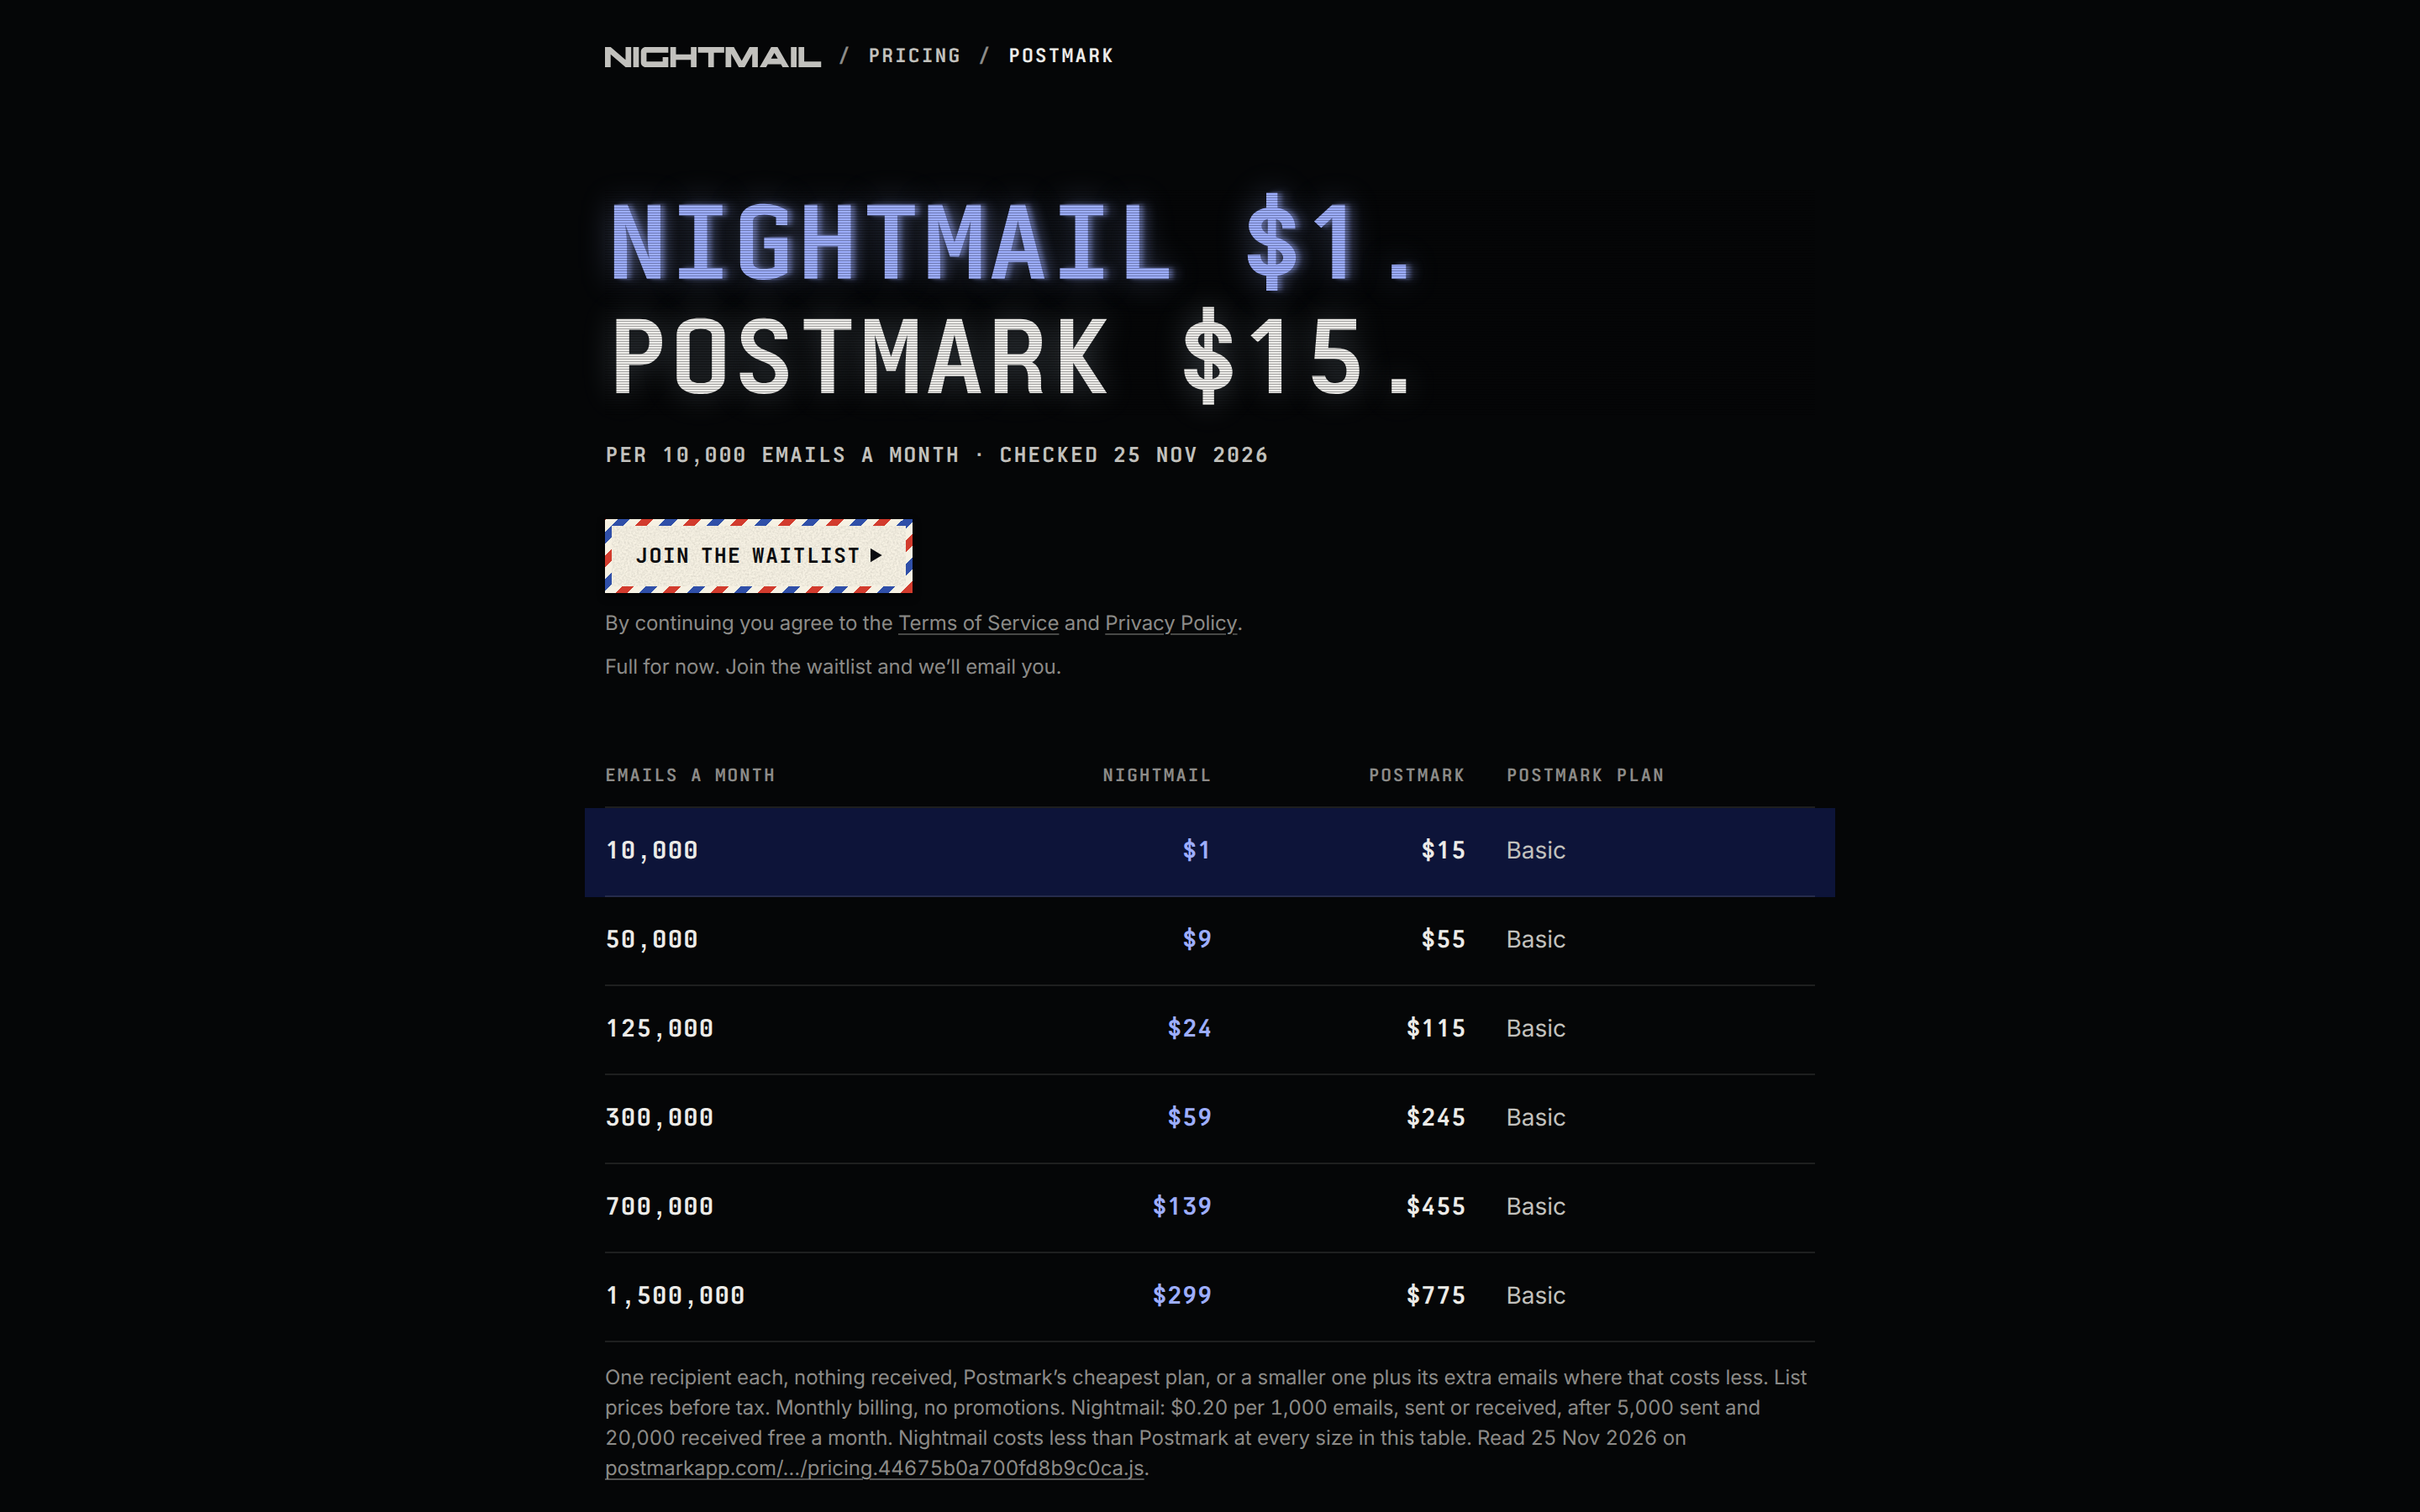 NIGHTMAIL / PRICING / POSTMARK
NIGHTMAIL $1.
POSTMARK $15.
PER 10,000 EMAILS A MONTH · CHECKED 25 NOV 2026
JOIN THE WAITLIST
By continuing you agree to the Terms of Service and Privacy Policy.
Full for now. Join the waitlist and we’ll email you.
EMAILS A MONTH NIGHTMAIL POSTMARK POSTMARK PLAN
10,000 $1 $15 Basic
50,000 $9 $55 Basic
125,000 $24 $115 Basic
300,000 $59 $245 Basic
700,000 $139 $455 Basic
1,500,000 $299 $775 Basic
One recipient each, nothing received, Postmark’s cheapest plan, or a smaller one plus its extra emails where that costs less. List
prices before tax. Monthly billing, no promotions. Nightmail: $0.20 per 1,000 emails, sent or received, after 5,000 sent and
20,000 received free a month. Nightmail costs less than Postmark at every size in this table. Read 25 Nov 2026 on
postmarkapp.com/…/pricing.44675b0a700fd8b9c0ca.js.